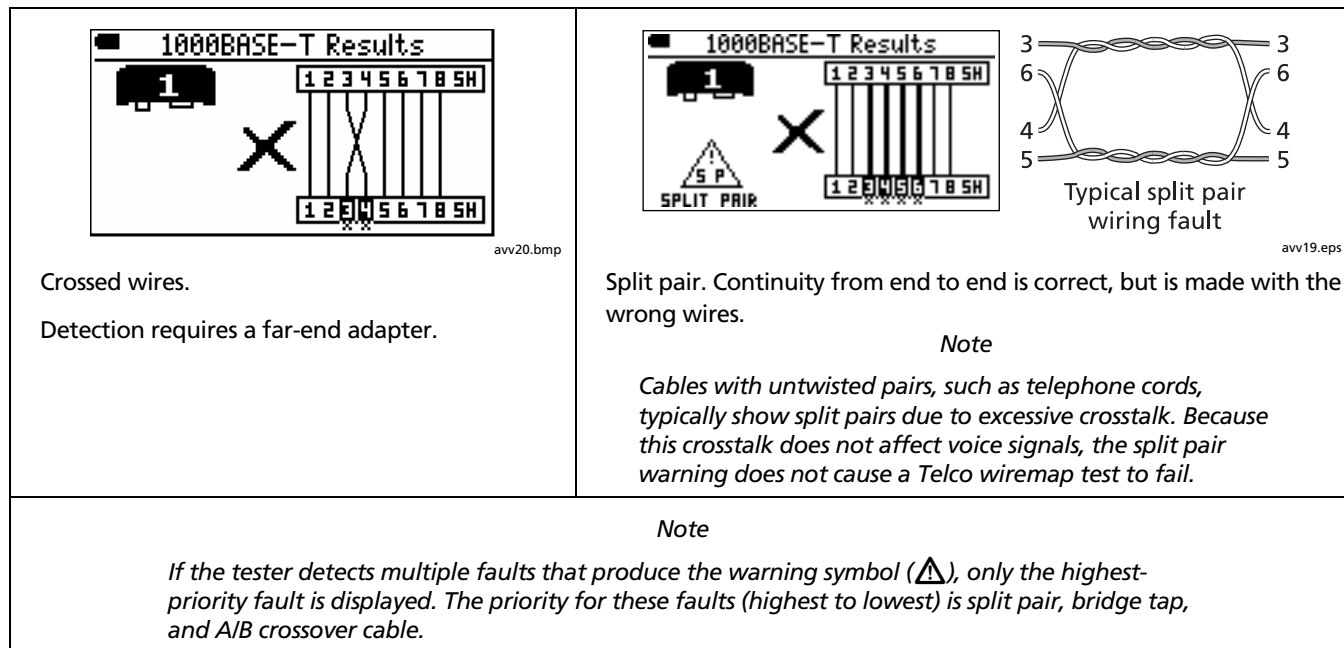 1000BASE-T Results
1
1 2 3 4 5 6 7 8 SH
1 2 3 4 5 6 7 8 SH
X X
avv20.bmp
Crossed wires.
Detection requires a far-end adapter.
1000BASE-T Results
1
1 2 3 4 5 6 7 8 SH
! S P
SPLIT PAIR
1 2 3 4 5 6 7 8 SH
X X X X
3 3
6 6
4 4
5 5
Typical split pair
wiring fault
avv19.eps
Split pair. Continuity from end to end is correct, but is made with the
wrong wires.
Note
Cables with untwisted pairs, such as telephone cords,
typically show split pairs due to excessive crosstalk. Because
this crosstalk does not affect voice signals, the split pair
warning does not cause a Telco wiremap test to fail.
Note
If the tester detects multiple faults that produce the warning symbol (⚠), only the highest-
priority fault is displayed. The priority for these faults (highest to lowest) is split pair, bridge tap,
and A/B crossover cable.